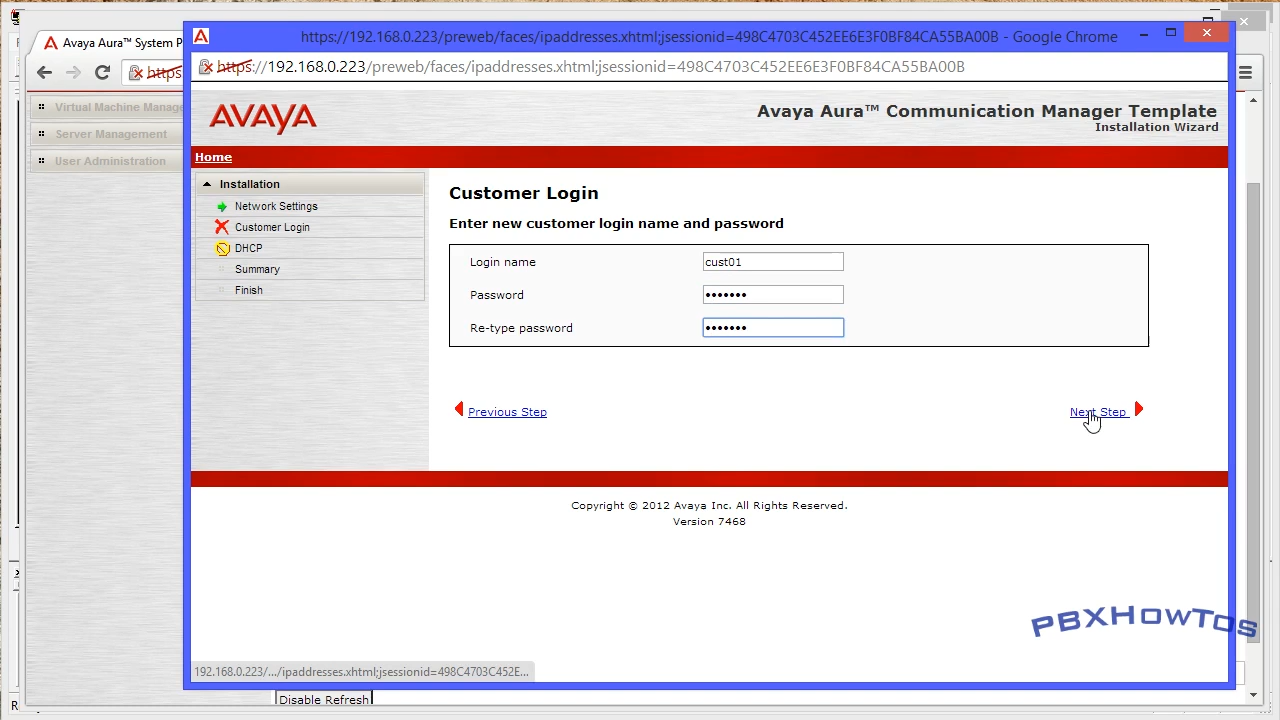 https://192.168.0.223/preweb/faces/ipaddresses.xhtml;jsessionid=498C4703C452EE6E3F0BF84CA55BA00B - Google Chrome
Avaya Aura™ System P
https://192.168.0.223/preweb/faces/ipaddresses.xhtml;jsessionid=498C4703C452EE6E3F0BF84CA55BA00B
https
Virtual Machine Manage
Server Management
User Administration
AVAYA
Avaya Aura™ Communication Manager Template
Installation Wizard
Home
Installation
Network Settings
Customer Login
DHCP
Summary
Finish
Customer Login
Enter new customer login name and password
Login name cust01
Password •••••••
Re-type password •••••••
Previous Step
Next Step
Copyright © 2012 Avaya Inc. All Rights Reserved.
Version 7468
PBXHowTos
192.168.0.223/.../ipaddresses.xhtml;jsessionid=498C4703C452E...
Disable Refresh